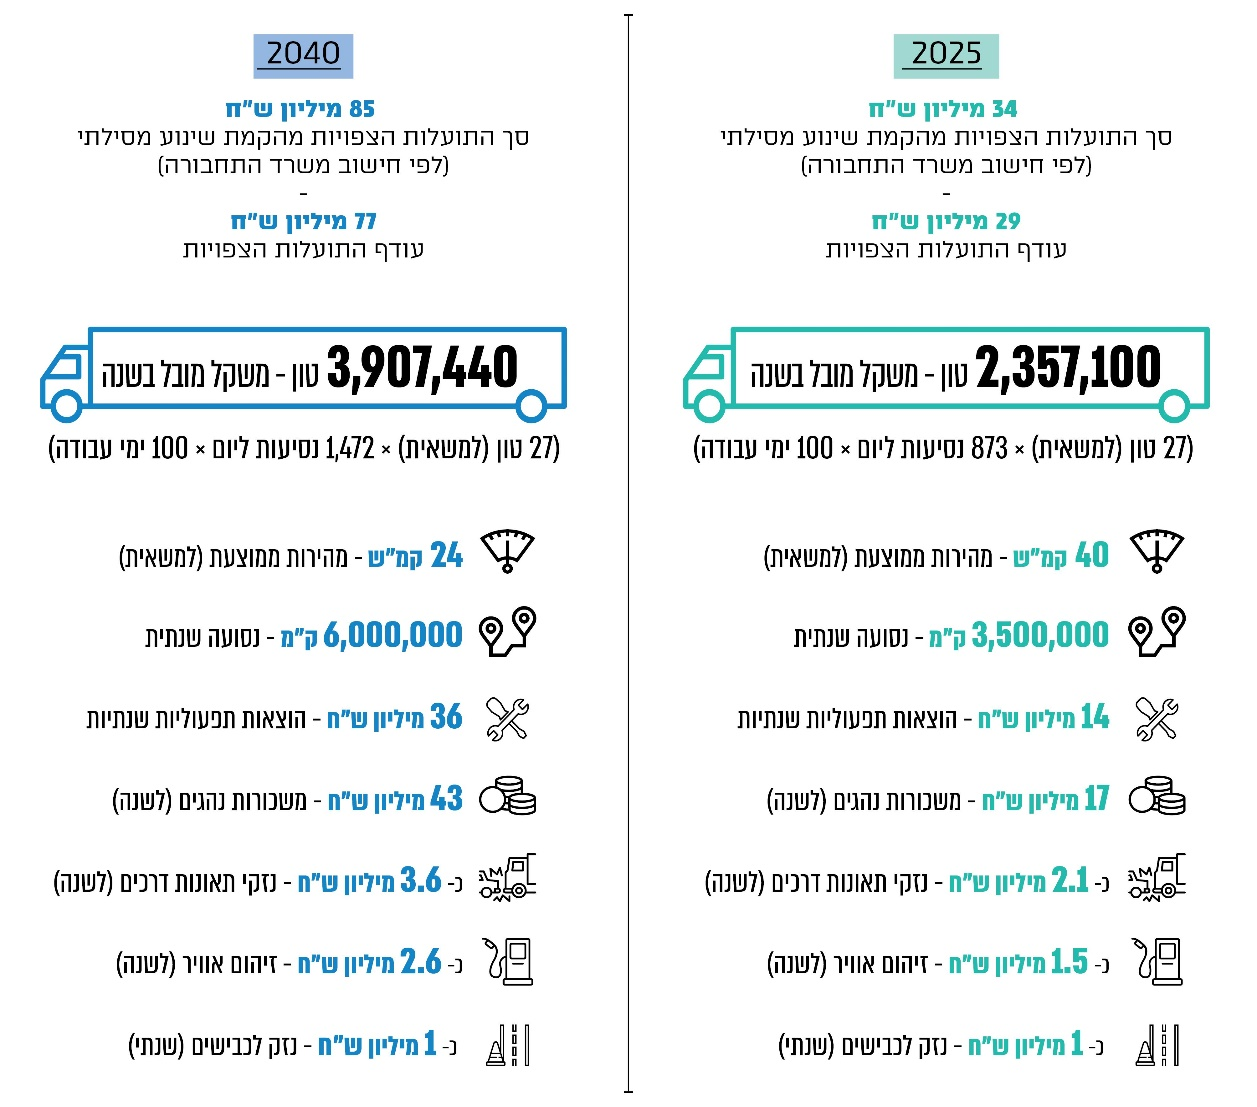 2025
34 מיליון ש"ח
סך התועלות הצפויות מהקמת שינוע מסילתי
(לפי חישוב משרד התחבורה)
-
29 מיליון ש"ח
עודף התועלות הצפויות
2,357,100 טון - משקל מובל בשנה
(27 טון (למשאית) × 873 נסיעות ליום × 100 ימי עבודה)
40 קמ"ש - מהירות ממוצעת (למשאית)
3,500,000 ק"מ - נסועה שנתית
14 מיליון ש"ח - הוצאות תפעוליות שנתיות
17 מיליון ש"ח - משכורות נהגים (לשנה)
כ- 2.1 מיליון ש"ח - נזקי תאונות דרכים (לשנה)
כ- 1.5 מיליון ש"ח - זיהום אוויר (לשנה)
כ- 1 מיליון ש"ח - נזק לכבישים (שנתי)
2040
85 מיליון ש"ח
סך התועלות הצפויות מהקמת שינוע מסילתי
(לפי חישוב משרד התחבורה)
-
77 מיליון ש"ח
עודף התועלות הצפויות
3,907,440 טון - משקל מובל בשנה
(27 טון (למשאית) × 1,472 נסיעות ליום × 100 ימי עבודה)
24 קמ"ש - מהירות ממוצעת (למשאית)
6,000,000 ק"מ - נסועה שנתית
36 מיליון ש"ח - הוצאות תפעוליות שנתיות
43 מיליון ש"ח - משכורות נהגים (לשנה)
כ- 3.6 מיליון ש"ח - נזקי תאונות דרכים (לשנה)
כ- 2.6 מיליון ש"ח - זיהום אוויר (לשנה)
כ- 1 מיליון ש"ח - נזק לכבישים (שנתי)